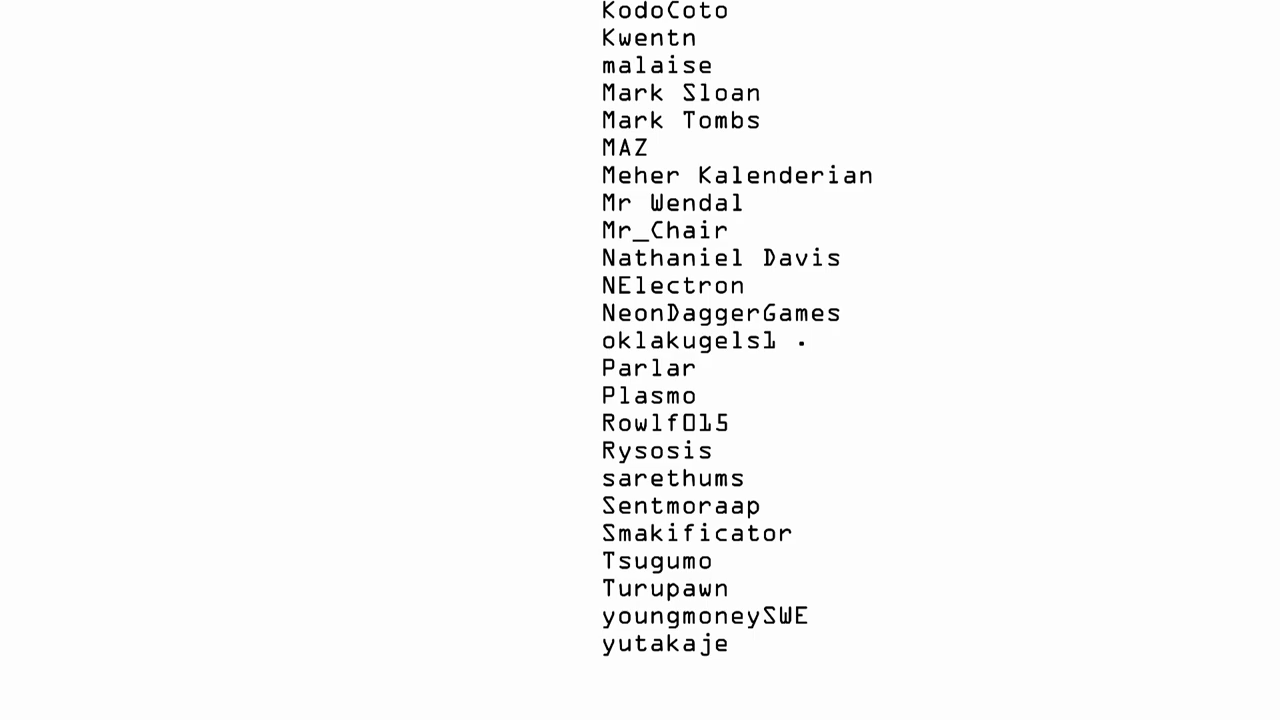 KodoCoto
Kwentn
malaise
Mark Sloan
Mark Tombs
MAZ
Meher Kalenderian
Mr Wendal
Mr_Chair
Nathaniel Davis
NElectron
NeonDaggerGames
oklakugels1 .
Parlar
Plasmo
Rowlf015
Rysosis
sarethums
Sentmoraap
Smakificator
Tsugumo
Turupawn
youngmoneySWE
yutakaje